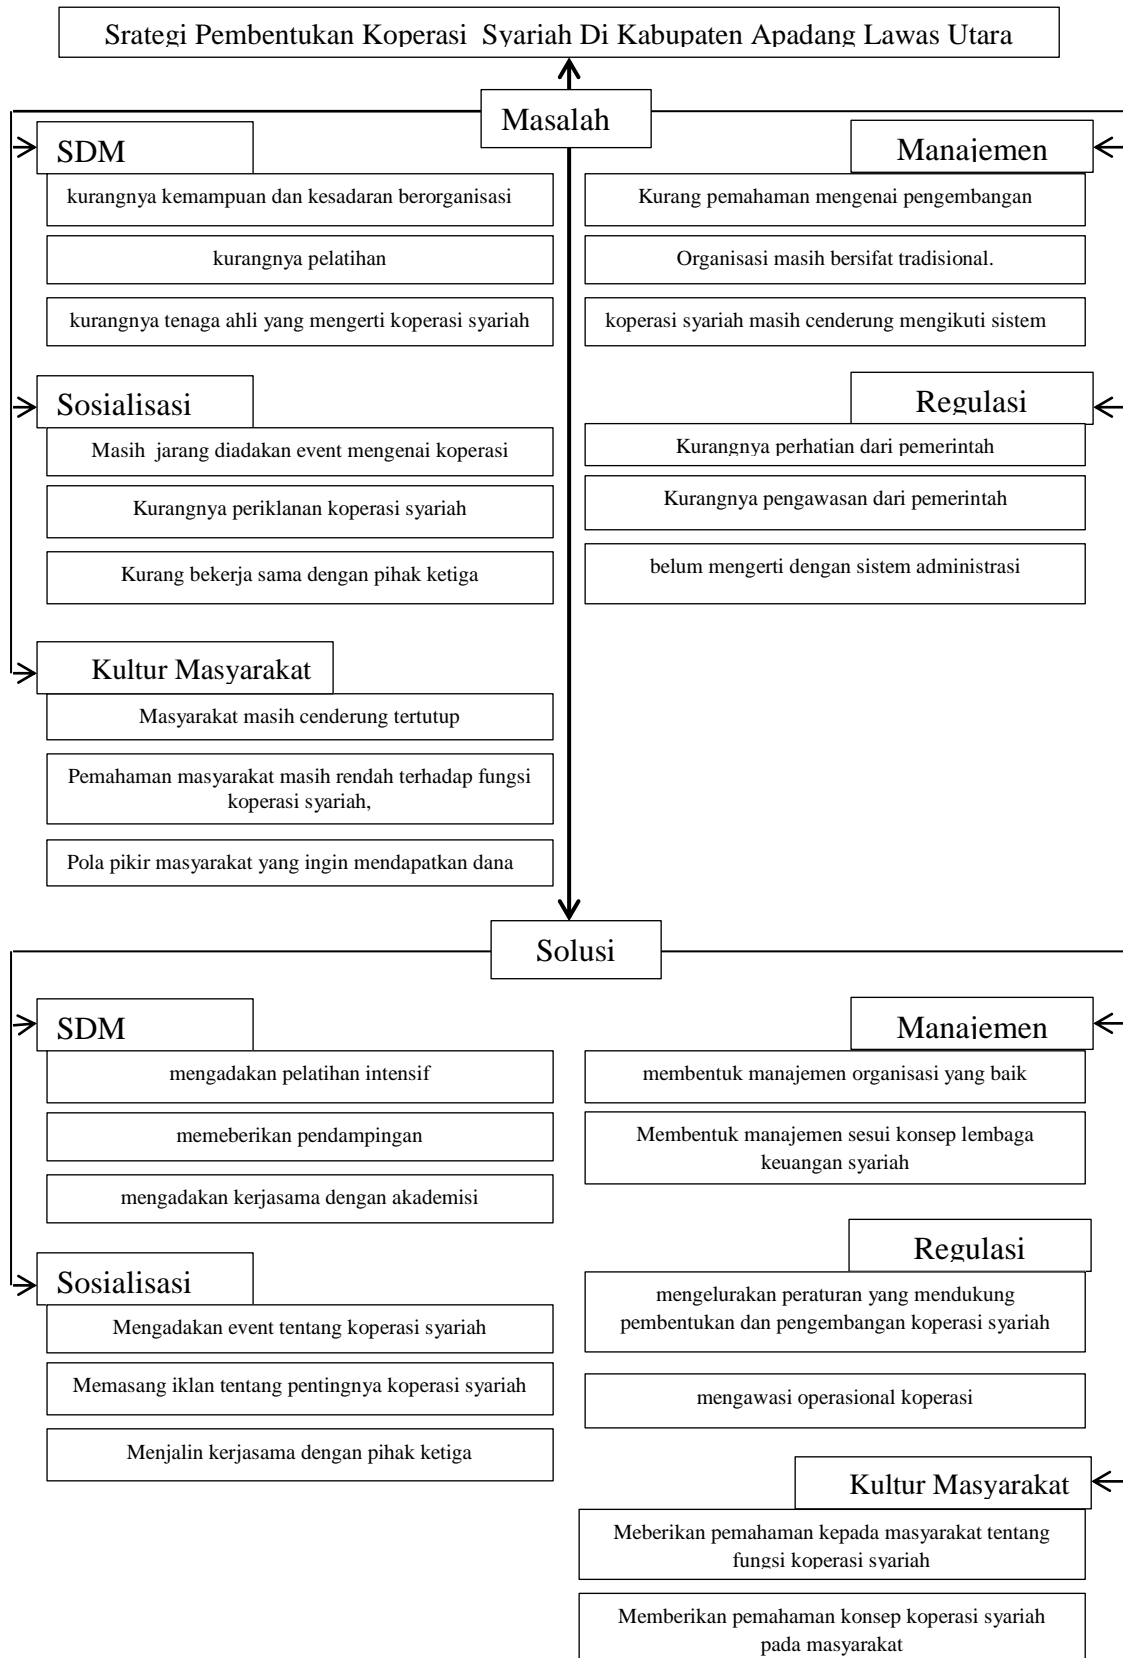 Srategi Pembentukan Koperasi Syariah Di Kabupaten Apadang Lawas Utara
Masalah
SDM
kurangnya kemampuan dan kesadaran berorganisasi
kurangnya pelatihan
kurangnya tenaga ahli yang mengerti koperasi syariah
Sosialisasi
Masih jarang diadakan event mengenai koperasi
Kurangnya periklanan koperasi syariah
Kurang bekerja sama dengan pihak ketiga
Kultur Masyarakat
Masyarakat masih cenderung tertutup
Pemahaman masyarakat masih rendah terhadap fungsi
koperasi syariah,
Pola pikir masyarakat yang ingin mendapatkan dana
Manajemen
Kurang pemahaman mengenai pengembangan
Organisasi masih bersifat tradisional.
koperasi syariah masih cenderung mengikuti sistem
Regulasi
Kurangnya perhatian dari pemerintah
Kurangnya pengawasan dari pemerintah
belum mengerti dengan sistem administrasi
Solusi
SDM
mengadakan pelatihan intensif
memeberikan pendampingan
mengadakan kerjasama dengan akademisi
Sosialisasi
Mengadakan event tentang koperasi syariah
Memasang iklan tentang pentingnya koperasi syariah
Menjalin kerjasama dengan pihak ketiga
Manajemen
membentuk manajemen organisasi yang baik
Membentuk manajemen sesui konsep lembaga
keuangan syariah
Regulasi
mengelurakan peraturan yang mendukung
pembentukan dan pengembangan koperasi syariah
mengawasi operasional koperasi
Kultur Masyarakat
Meberikan pemahaman kepada masyarakat tentang
fungsi koperasi syariah
Memberikan pemahaman konsep koperasi syariah
pada masyarakat